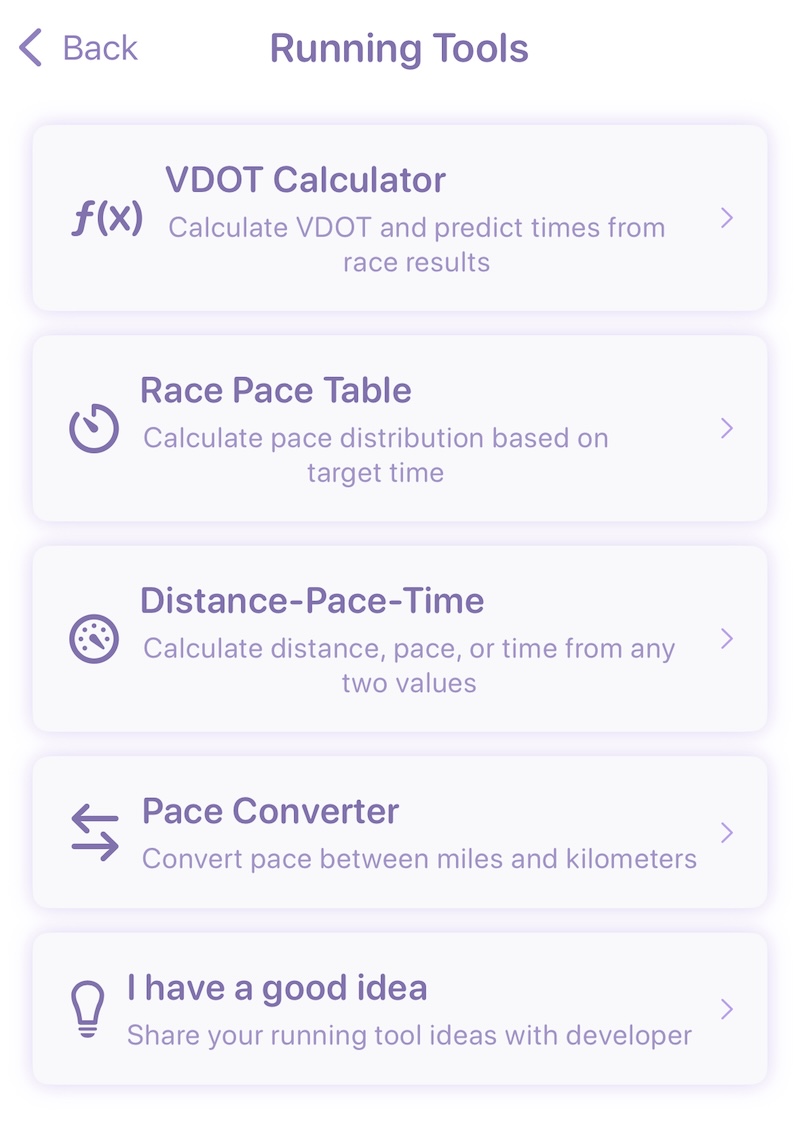 Back
Running Tools
VDOT Calculator
f(x)
Calculate VDOT and predict times from
race results
Race Pace Table
Calculate pace distribution based on
target time
Distance-Pace-Time
Calculate distance, pace, or time from any
two values
Pace Converter
Convert pace between miles and kilometers
I have a good idea
Share your running tool ideas with developer